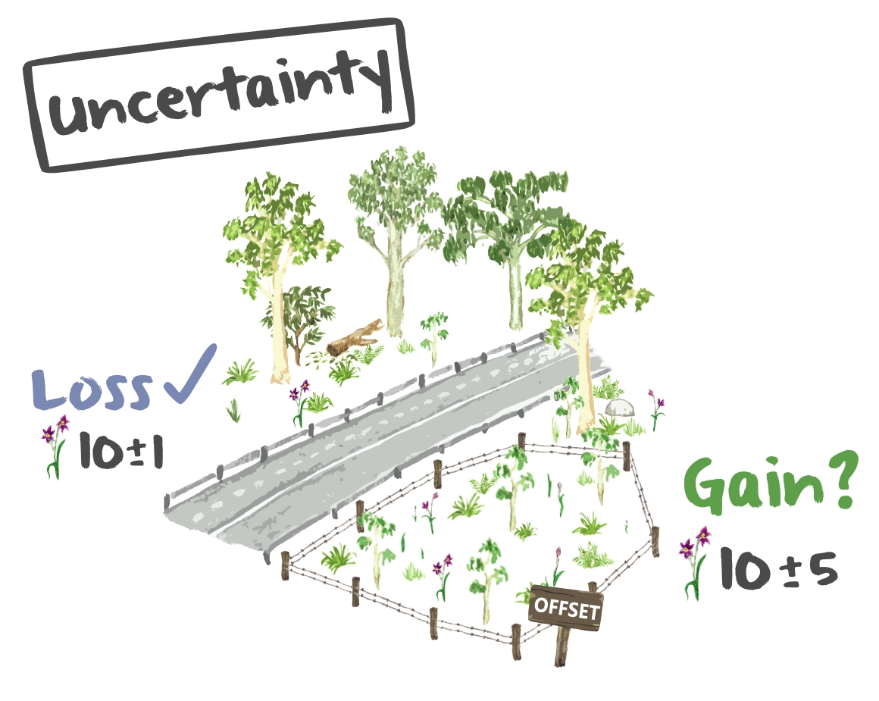 uncertainty
Loss✓
10±1
Gain?
10±5
OFFSET